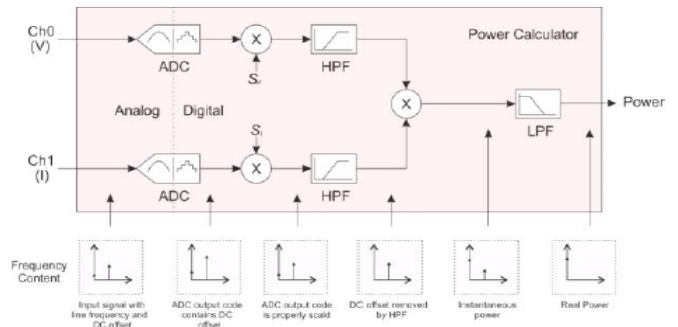 Ch0
(V)
ADC
X
Sv
HPF
Power Calculator
Analog
Digital
X
Power
LPF
Si
Ch1
(I)
ADC
X
HPF
Frequency
Content
Input signal with
line frequency and
DC offset
ADC output code
contains DC
offset
ADC output code
is properly scald
DC offset removed
by HPF
Instantaneous
power
Real Power